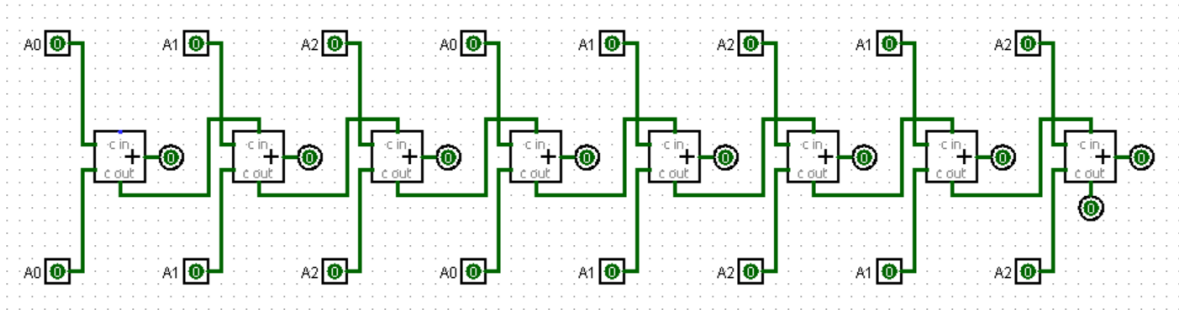 A0 0 A1 0 A2 0 A0 0 A1 0 A2 0 A1 0 A2 0
c in c in c in c in c in c in c in c in
+ 0 + 0 + 0 + 0 + 0 + 0 + 0 + 0
c out c out c out c out c out c out c out c out
0
A0 0 A1 0 A2 0 A0 0 A1 0 A2 0 A1 0 A2 0